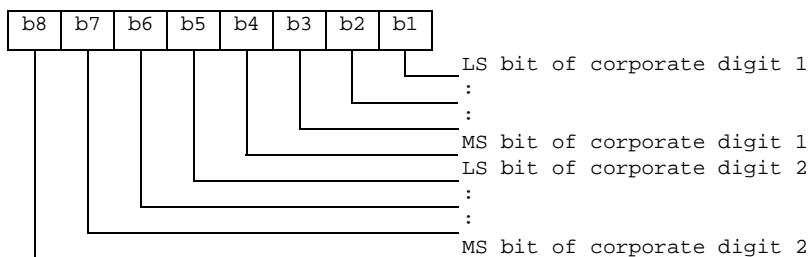 b8 b7 b6 b5 b4 b3 b2 b1
LS bit of corporate digit 1
:
:
MS bit of corporate digit 1
LS bit of corporate digit 2
:
:
MS bit of corporate digit 2